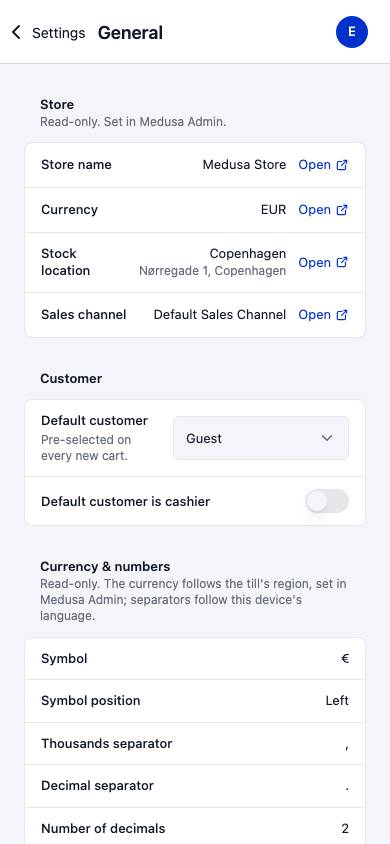 Settings General
E
Store
Read-only. Set in Medusa Admin.
Store name Medusa Store Open
Currency EUR Open
Stock location Copenhagen Open
Nørregade 1, Copenhagen
Sales channel Default Sales Channel Open
Customer
Default customer
Pre-selected on
every new cart.
Guest
Default customer is cashier
Currency & numbers
Read-only. The currency follows the till's region, set in
Medusa Admin; separators follow this device's
language.
Symbol €
Symbol position Left
Thousands separator ,
Decimal separator .
Number of decimals 2